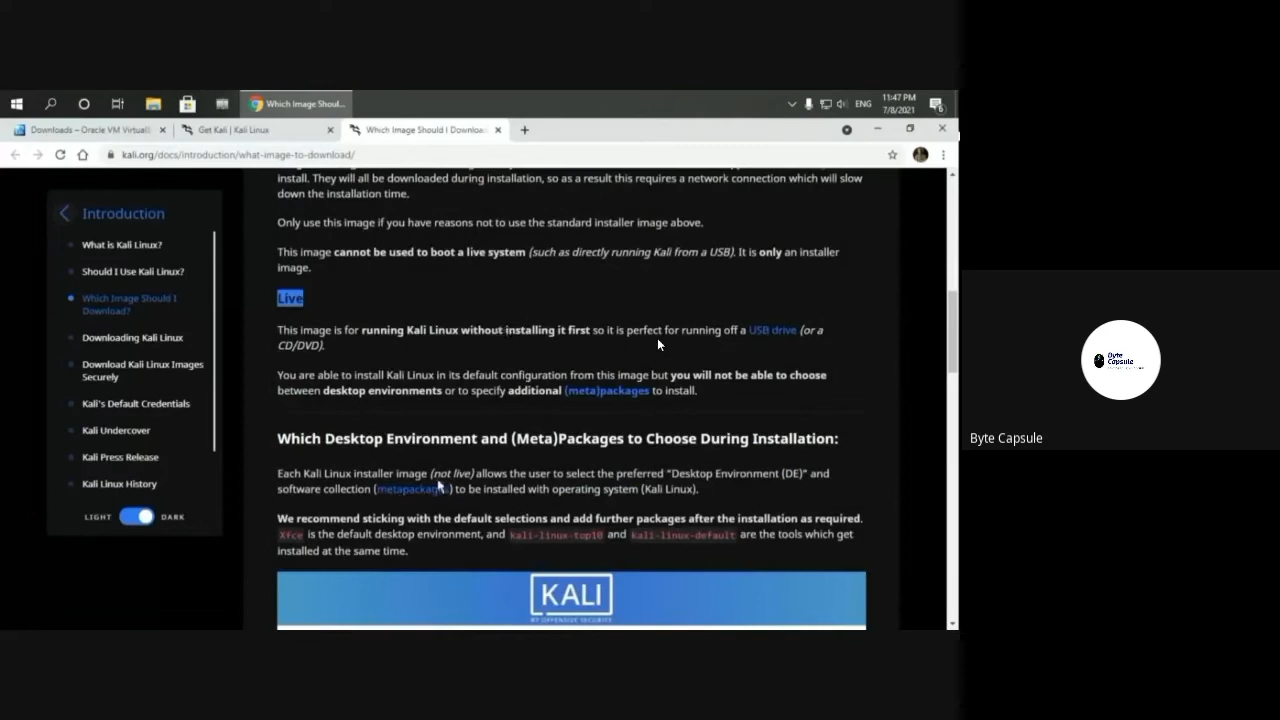 Which Image Shoul...
ENG
11:47 PM
7/8/2021
Downloads – Oracle VM Virtuall
Get Kali | Kali Linux
Which Image Should I Downloa
kali.org/docs/introduction/what-image-to-download/
install. They will all be downloaded during installation, so as a result this requires a network connection which will slow
down the installation time.
Only use this image if you have reasons not to use the standard installer image above.
This image cannot be used to boot a live system (such as directly running Kali from a USB). It is only an installer
image.
Live
This image is for running Kali Linux without installing it first so it is perfect for running off a USB drive (or a
CD/DVD).
You are able to install Kali Linux in its default configuration from this image but you will not be able to choose
between desktop environments or to specify additional (meta)packages to install.
Which Desktop Environment and (Meta)Packages to Choose During Installation:
Each Kali Linux installer image (not live) allows the user to select the preferred “Desktop Environment (DE)” and
software collection (metapackages) to be installed with operating system (Kali Linux).
We recommend sticking with the default selections and add further packages after the installation as required.
Xfce is the default desktop environment, and kali-linux-top10 and kali-linux-default are the tools which get
installed at the same time.
KALI
BY OFFENSIVE SECURITY
Introduction
What is Kali Linux?
Should I Use Kali Linux?
Which Image Should I
Download?
Downloading Kali Linux
Download Kali Linux Images
Securely
Kali's Default Credentials
Kali Undercover
Kali Press Release
Kali Linux History
LIGHT DARK
Byte
Capsule
Byte Capsule